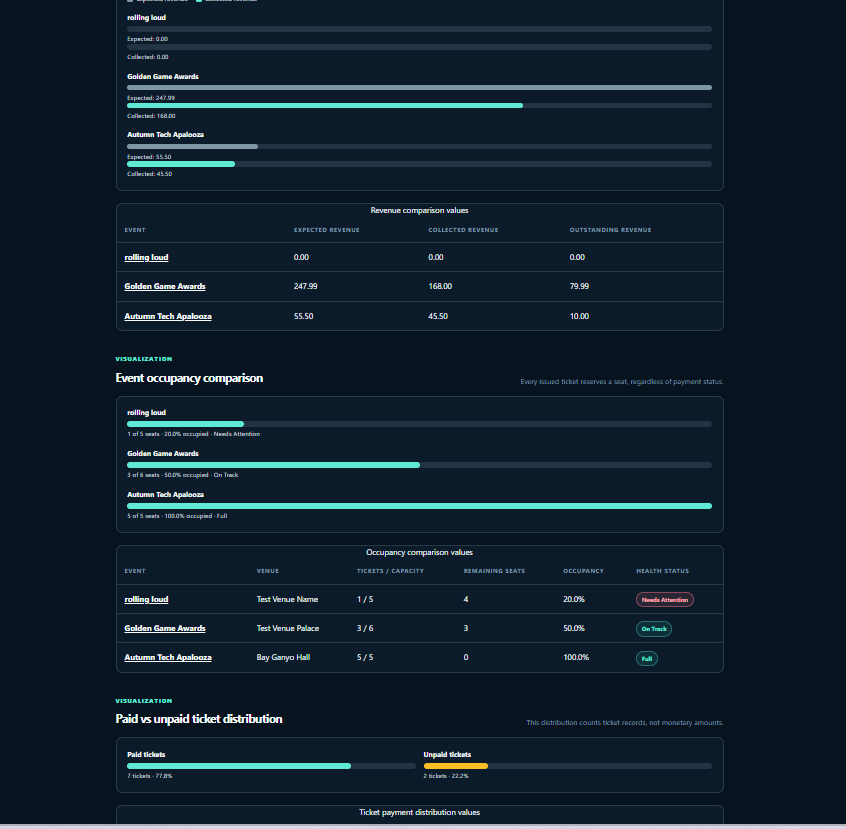 rolling loud
Expected: 0.00
Collected: 0.00
Golden Game Awards
Expected: 247.99
Collected: 168.00
Autumn Tech Apalooza
Expected: 55.50
Collected: 45.50
Revenue comparison values
EVENT EXPECTED REVENUE COLLECTED REVENUE OUTSTANDING REVENUE
rolling loud 0.00 0.00 0.00
Golden Game Awards 247.99 168.00 79.99
Autumn Tech Apalooza 55.50 45.50 10.00
VISUALIZATION
Event occupancy comparison
Every issued ticket reserves a seat, regardless of payment status.
rolling loud
1 of 5 seats · 20.0% occupied · Needs Attention
Golden Game Awards
3 of 6 seats · 50.0% occupied · On Track
Autumn Tech Apalooza
5 of 5 seats · 100.0% occupied · Full
Occupancy comparison values
EVENT VENUE TICKETS / CAPACITY REMAINING SEATS OCCUPANCY HEALTH STATUS
rolling loud Test Venue Name 1 / 5 4 20.0% Needs Attention
Golden Game Awards Test Venue Palace 3 / 6 3 50.0% On Track
Autumn Tech Apalooza Bay Ganyo Hall 5 / 5 0 100.0% Full
VISUALIZATION
Paid vs unpaid ticket distribution
This distribution counts ticket records, not monetary amounts.
Paid tickets Unpaid tickets
7 tickets · 77.8% 2 tickets · 22.2%
Ticket payment distribution values